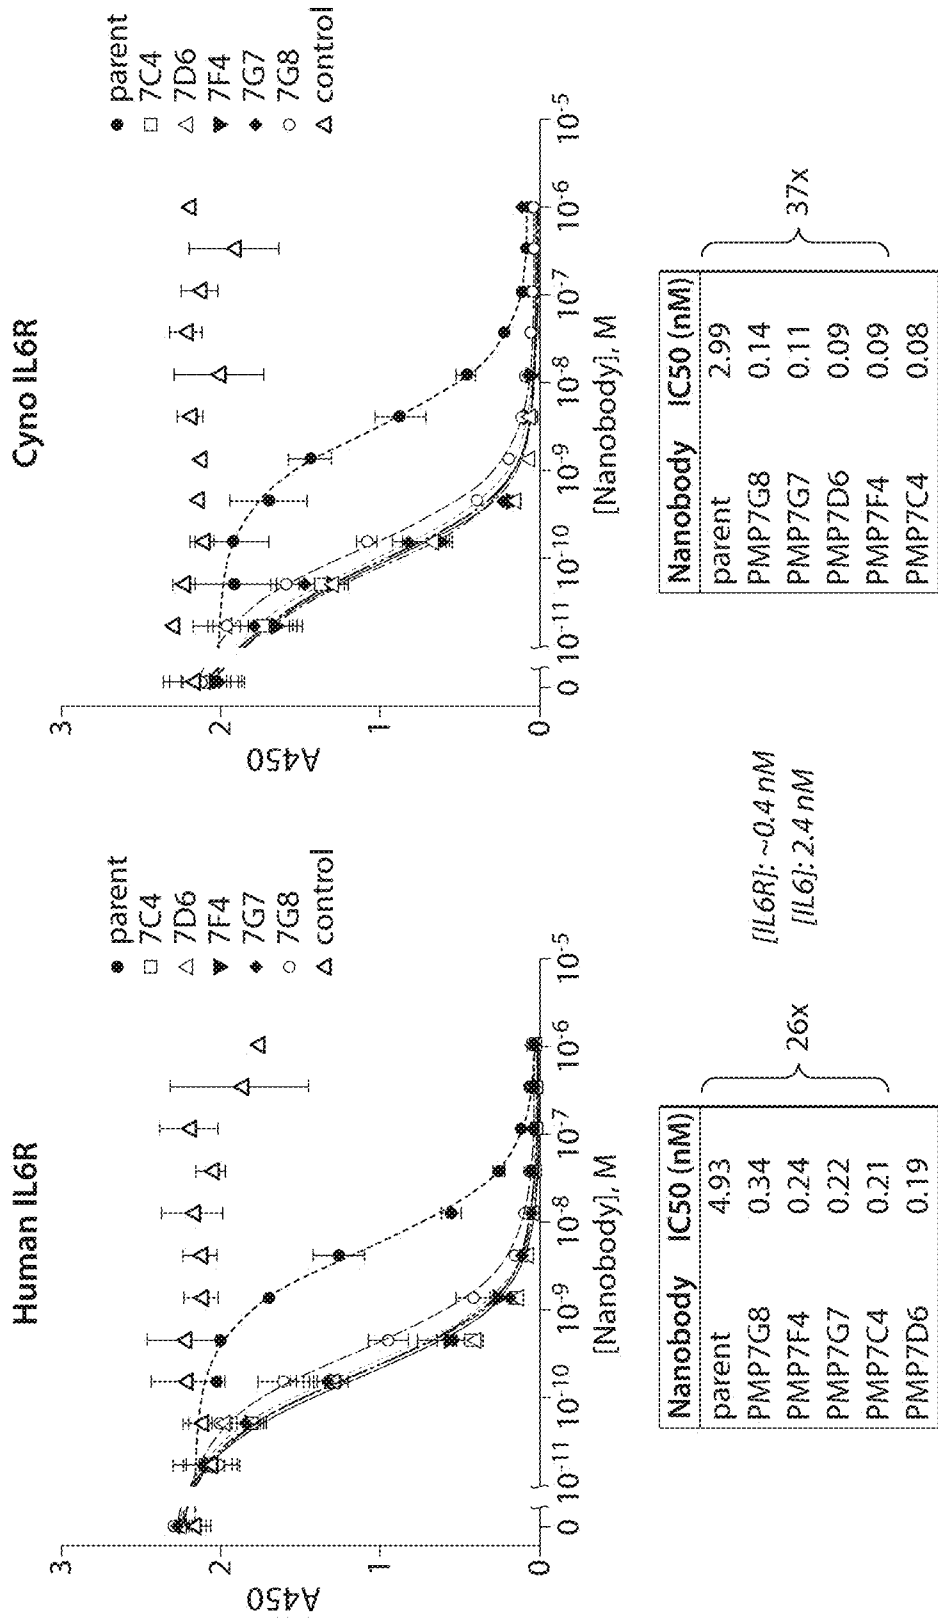 Human IL6R
A450
3
2
1
0
0
10-11
10-10
10-9
10-8
10-7
10-6
10-5
[Nanobody], M
parent
7C4
7D6
7F4
7G7
7G8
control
Nanobody IC50 (nM)
parent 4.93
PMP7G8 0.34
PMP7F4 0.24
PMP7G7 0.22
PMP7C4 0.21
PMP7D6 0.19
26x
[IL6R]: ~0.4 nM
[IL6]: 2.4 nM
Cyno IL6R
A450
3
2
1
0
0
10-11
10-10
10-9
10-8
10-7
10-6
10-5
[Nanobody], M
parent
7C4
7D6
7F4
7G7
7G8
control
Nanobody IC50 (nM)
parent 2.99
PMP7G8 0.14
PMP7G7 0.11
PMP7D6 0.09
PMP7F4 0.09
PMP7C4 0.08
37x